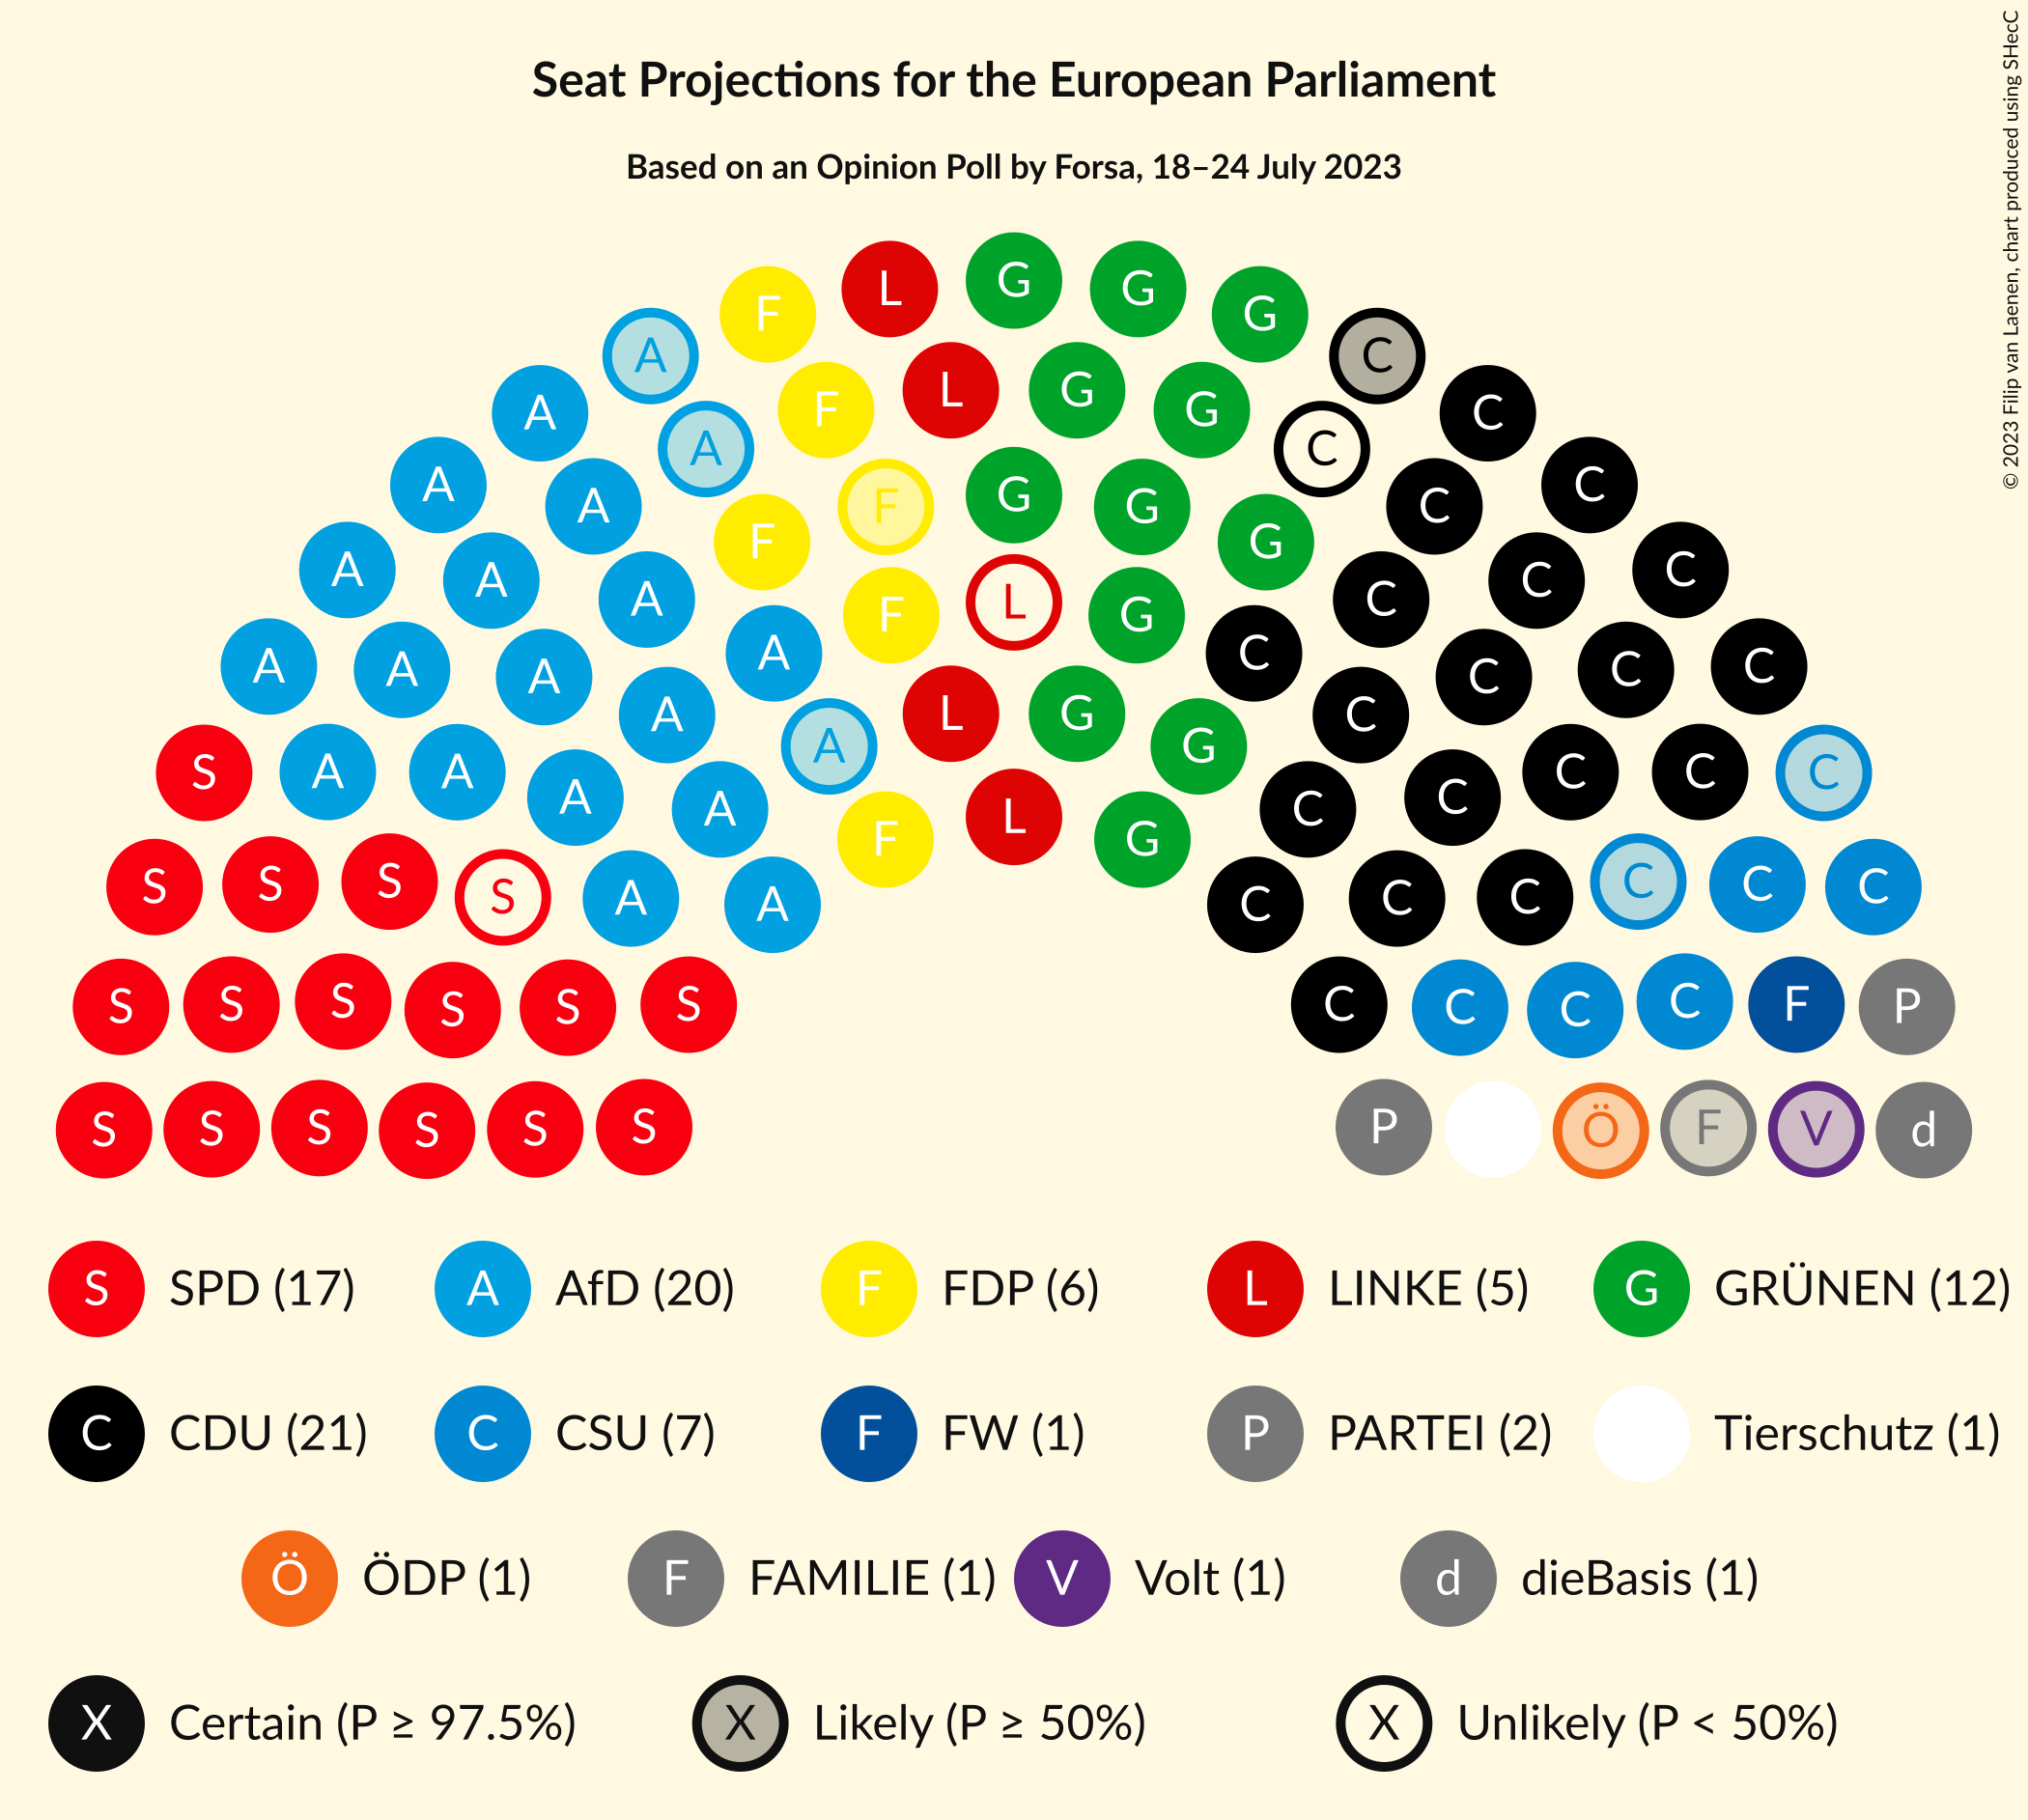 © 2023 Filip van Laenen, chart produced using SHecC
Seat Projections for the European Parliament
Based on an Opinion Poll by Forsa, 18–24 July 2023
F L G G G
A C
A F L G G C
A C
A A F G G C C
F G
A A A F L G C C C
A A A A C C C C
A L G C
A G
S A A A A C C C C C
F L G
S S S S A A C C C C C C
S S S S S S C C C C F P
S S S S S S P Ö F V d
S SPD (17) A AfD (20) F FDP (6) L LINKE (5) G GRÜNEN (12)
C CDU (21) C CSU (7) F FW (1) P PARTEI (2) Tierschutz (1)
Ö ÖDP (1) F FAMILIE (1) V Volt (1) d dieBasis (1)
X Certain (P ≥ 97.5%) X Likely (P ≥ 50%) X Unlikely (P < 50%)